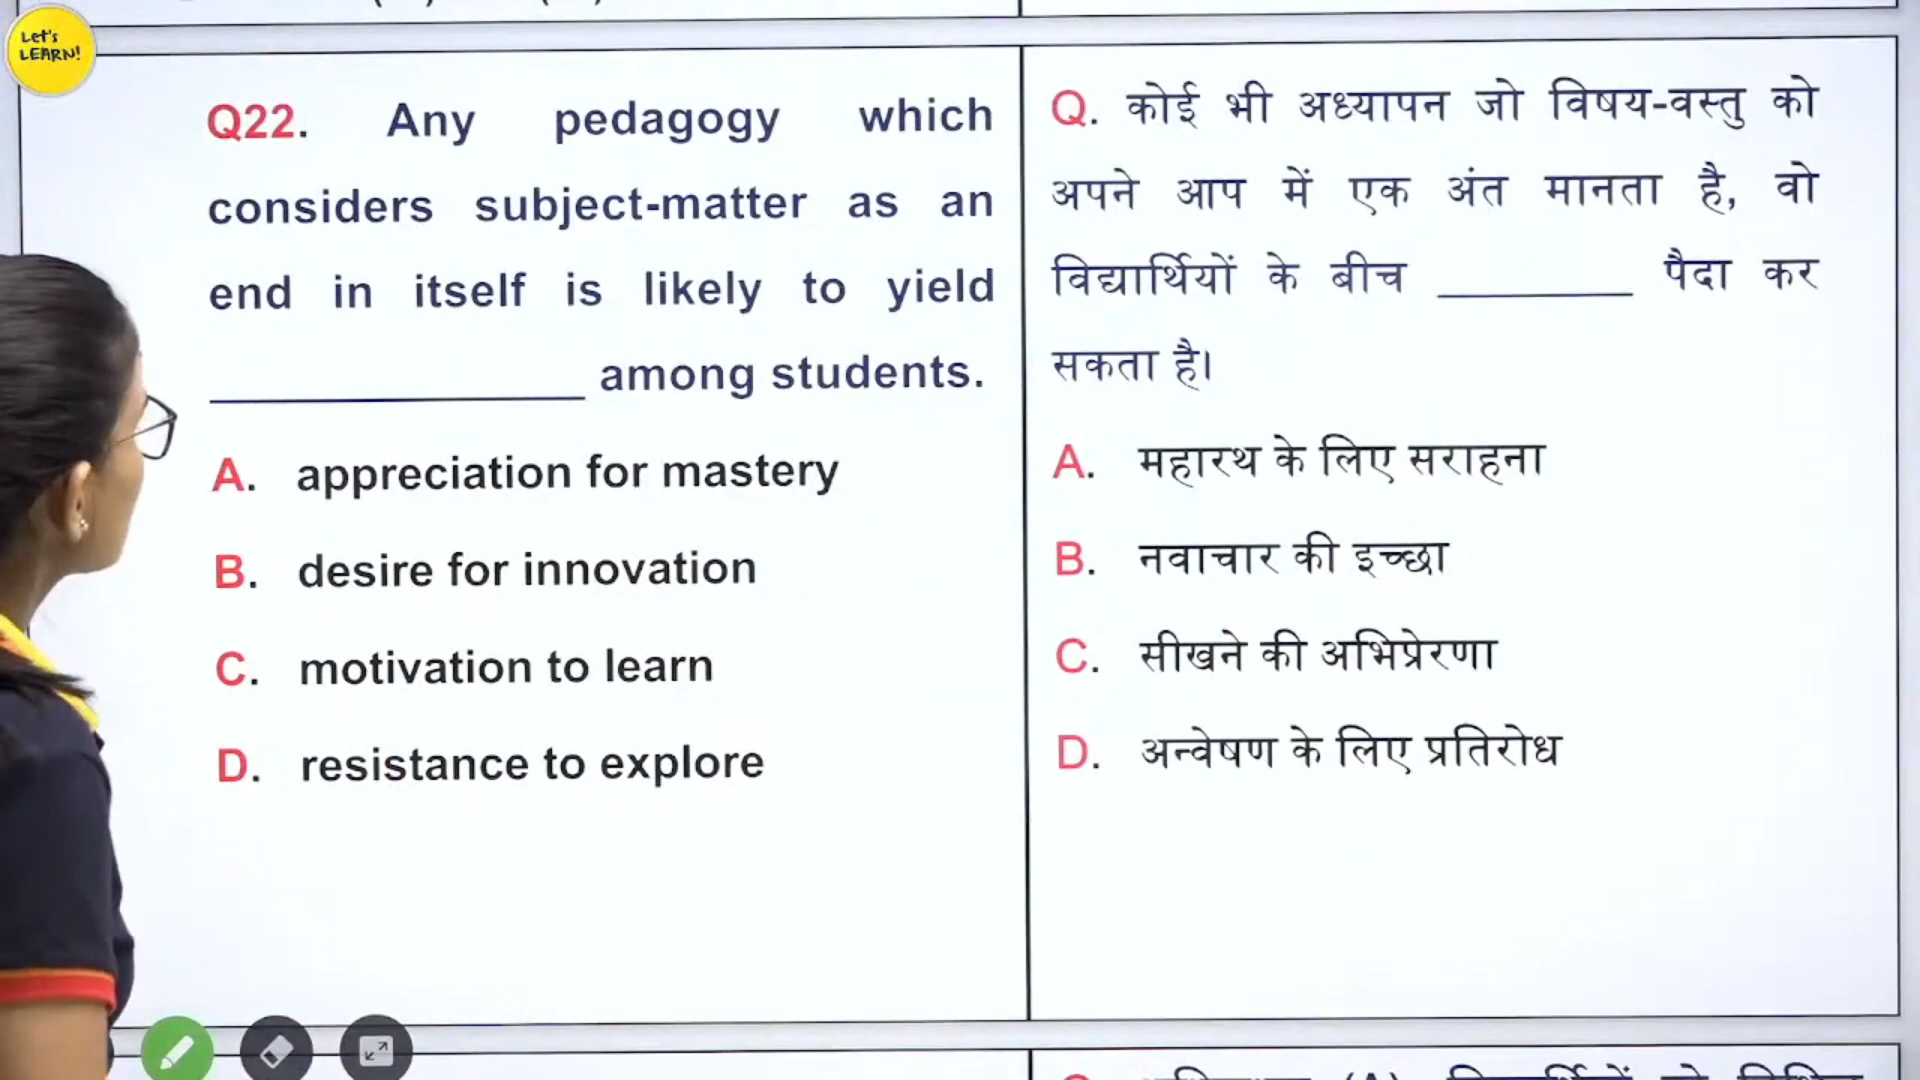 Let's
LEARN!
Q22. Any pedagogy which
considers subject-matter as an
end in itself is likely to yield
____________ among students.
A. appreciation for mastery
B. desire for innovation
C. motivation to learn
D. resistance to explore
Q. कोई भी अध्यापन जो विषय-वस्तु को
अपने आप में एक अंत मानता है, वो
विद्यार्थियों के बीच ________ पैदा कर
सकता है।
A. महारथ के लिए सराहना
B. नवाचार की इच्छा
C. सीखने की अभिप्रेरणा
D. अन्वेषण के लिए प्रतिरोध